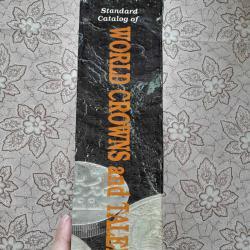 Standard
Catalog of
WORLD CROWNS and TALE